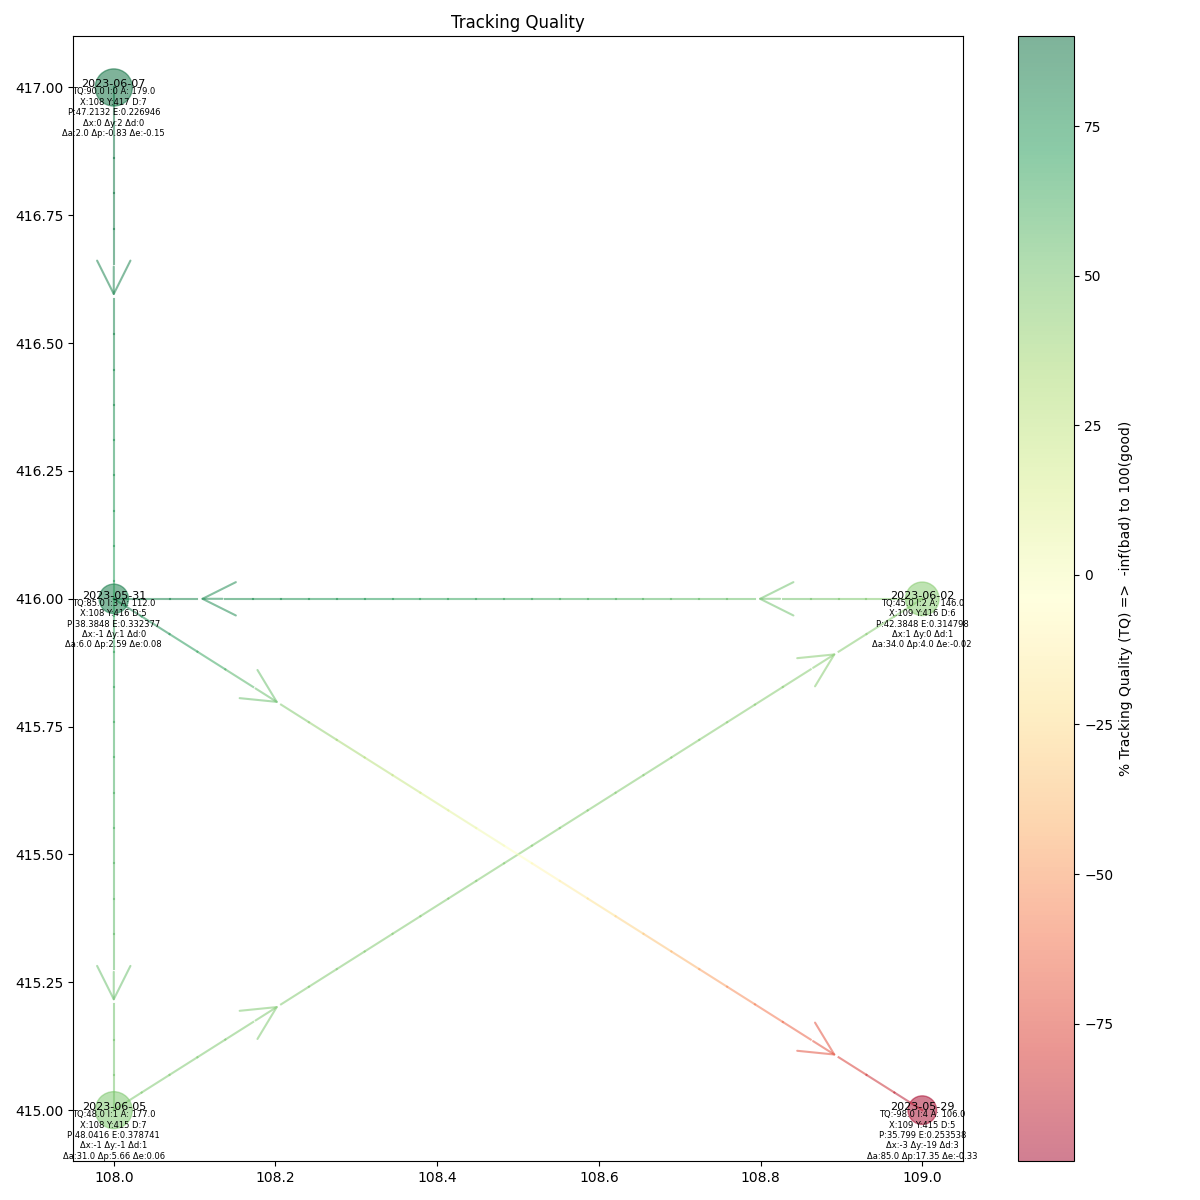 Tracking Quality
417.00
416.75
416.50
416.25
416.00
415.75
415.50
415.25
415.00
108.0
108.2
108.4
108.6
108.8
109.0
2023-06-07
TQ:90.0 I:0 A: 179.0
X:108 Y:417 D:7
P:47.2132 E:0.226946
Δx:0 Δy:2 Δd:0
Δa:2.0 Δp:-0.83 Δe:-0.15
2023-05-31
TQ:85.0 I:3 A: 112.0
X:108 Y:416 D:5
P:38.3848 E:0.332377
Δx:-1 Δy:1 Δd:0
Δa:6.0 Δp:2.59 Δe:0.08
2023-06-02
TQ:45.0 I:2 A: 146.0
X:109 Y:416 D:6
P:42.3848 E:0.314798
Δx:1 Δy:0 Δd:1
Δa:34.0 Δp:4.0 Δe:-0.02
2023-06-05
TQ:48.0 I:1 A: 177.0
X:108 Y:415 D:7
P:48.0416 E:0.378741
Δx:-1 Δy:-1 Δd:1
Δa:31.0 Δp:5.66 Δe:0.06
2023-05-29
TQ:-98.0 I:4 A: 106.0
X:109 Y:415 D:5
P:35.799 E:0.253538
Δx:-3 Δy:-19 Δd:3
Δa:85.0 Δp:17.35 Δe:-0.33
75
50
25
0
−25
−50
−75
% Tracking Quality (TQ) => -inf(bad) to 100(good)